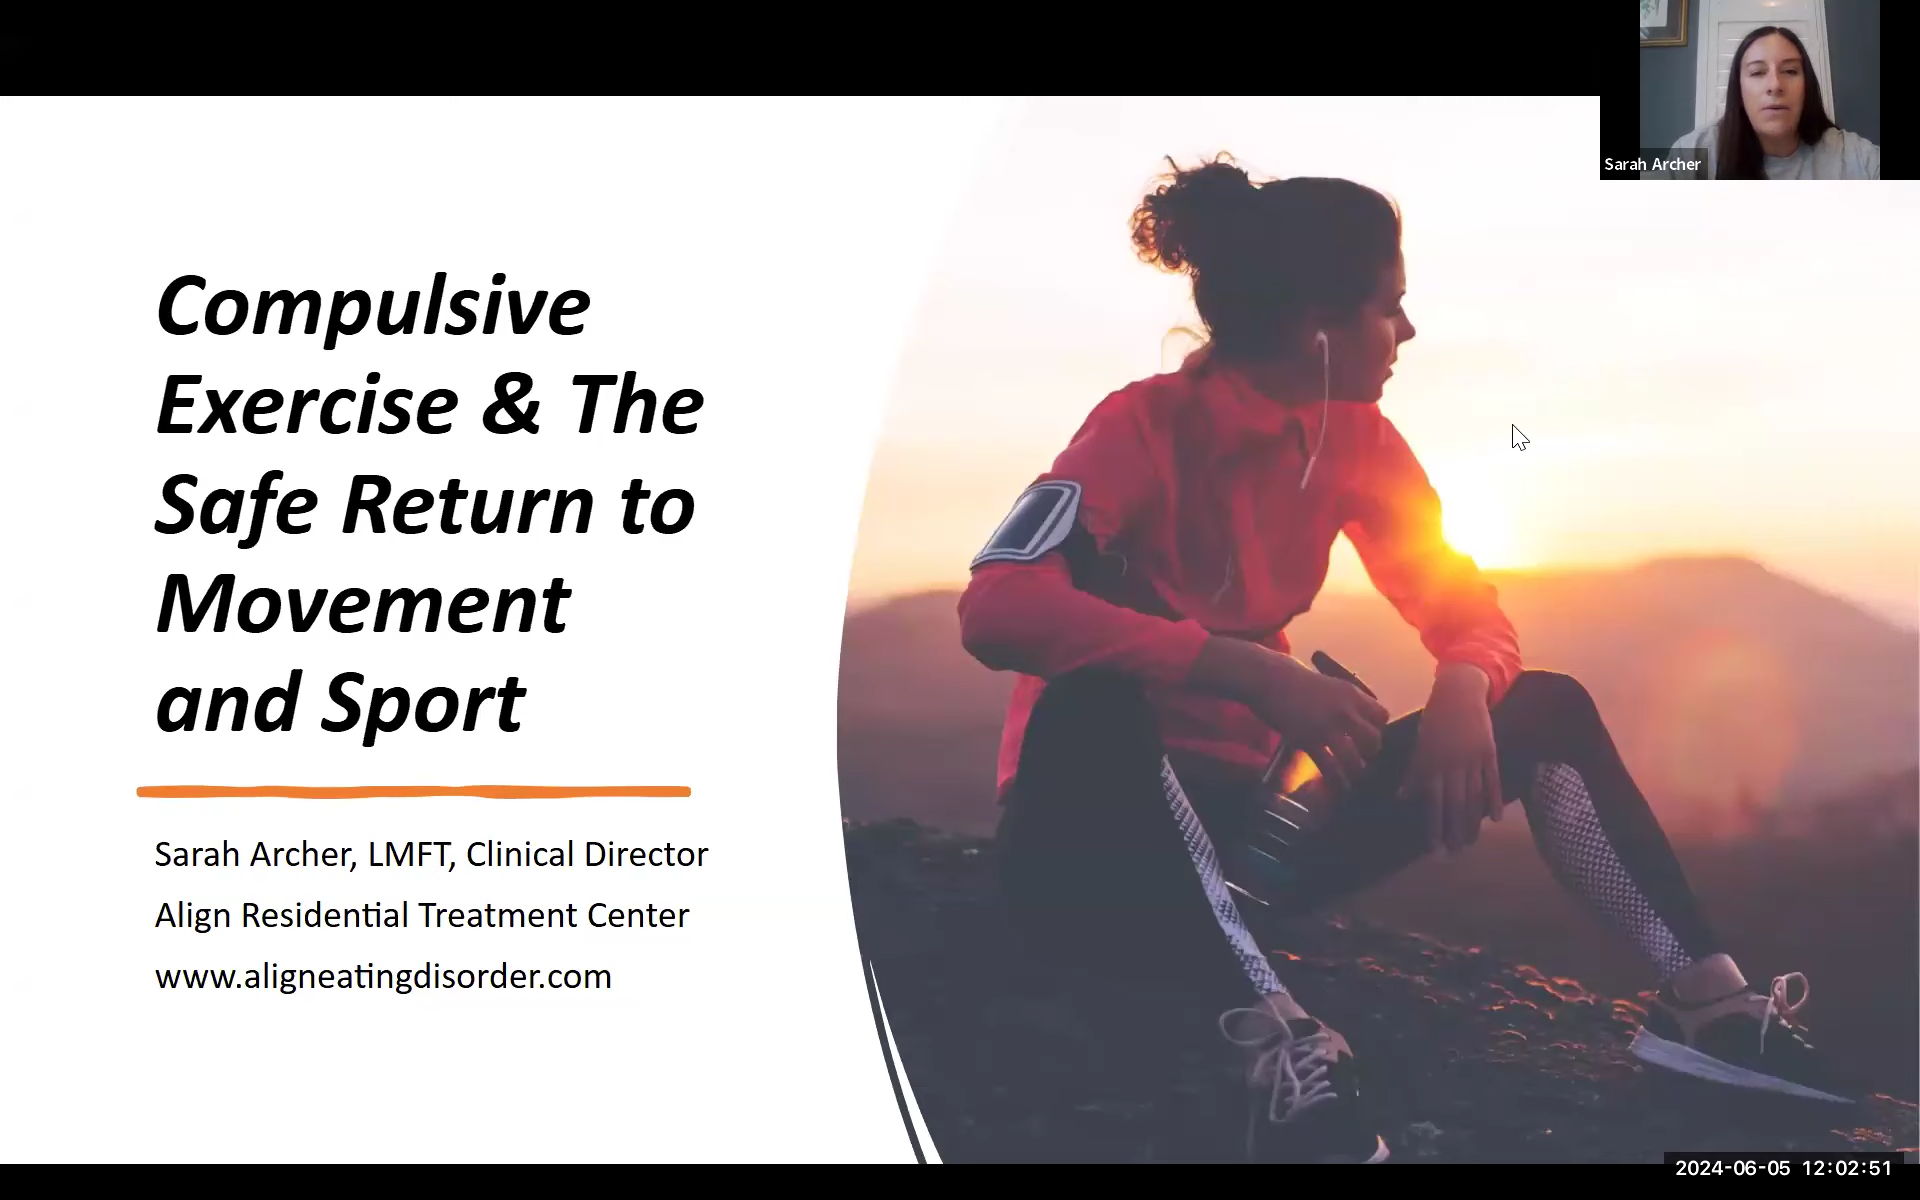 Sarah Archer
Compulsive
Exercise & The
Safe Return to
Movement
and Sport
Sarah Archer, LMFT, Clinical Director
Align Residential Treatment Center
www.aligneatingdisorder.com
2024-06-05 12:02:51